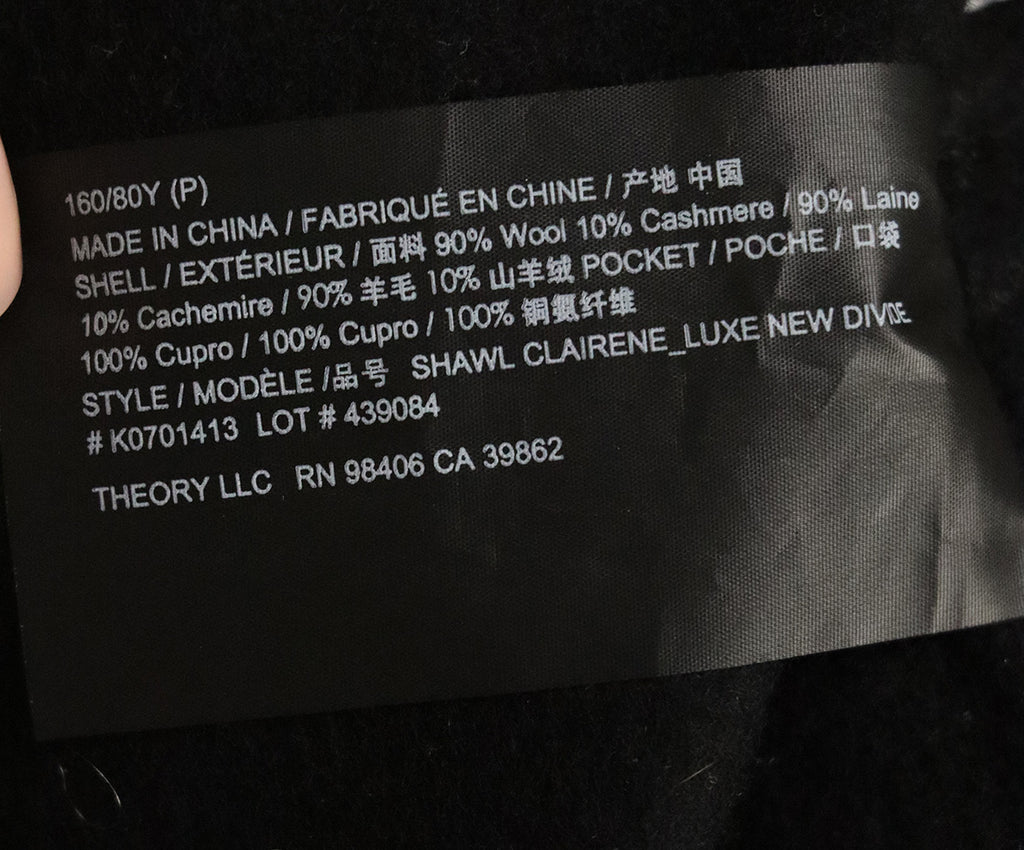 160/80Y (P)
MADE IN CHINA / FABRIQUÉ EN CHINE / 产地 中国
SHELL / EXTÉRIEUR / 面料 90% Wool 10% Cashmere / 90% Laine
10% Cachemire / 90% 羊毛 10% 山羊绒 POCKET / POCHE / 口袋
100% Cupro / 100% Cupro / 100% 铜氨纤维
STYLE / MODÈLE /品号 SHAWL CLAIRENE_LUXE NEW DIVIDE
# K0701413 LOT # 439084
THEORY LLC RN 98406 CA 39862